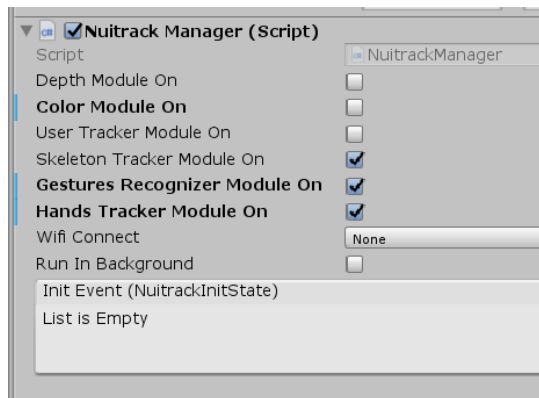 Nuitrack Manager (Script)
Script NuitrackManager
Depth Module On
Color Module On
User Tracker Module On
Skeleton Tracker Module On
Gestures Recognizer Module On
Hands Tracker Module On
Wifi Connect None
Run In Background
Init Event (NuitrackInitState)
List is Empty